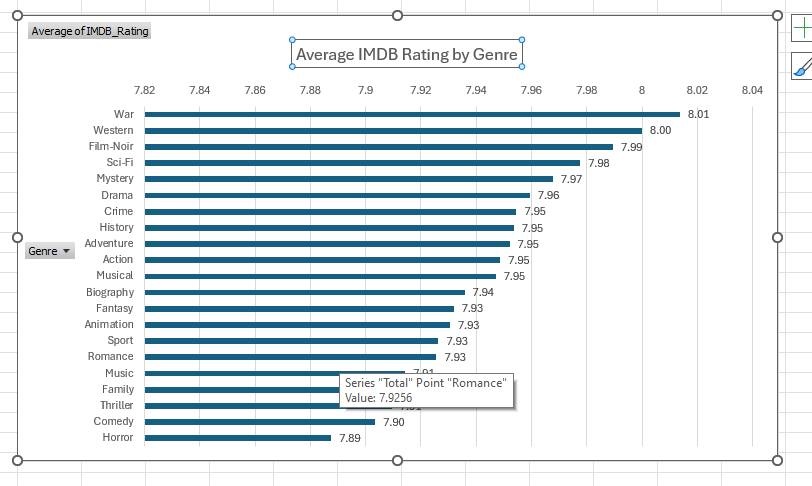 Average of IMDB_Rating
Average IMDB Rating by Genre
7.82 7.84 7.86 7.88 7.9 7.92 7.94 7.96 7.98 8 8.02 8.04
War 8.01
Western 8.00
Film-Noir 7.99
Sci-Fi 7.98
Mystery 7.97
Drama 7.96
Crime 7.95
History 7.95
Adventure 7.95
Genre
Action 7.95
Musical 7.95
Biography 7.94
Fantasy 7.93
Animation 7.93
Sport 7.93
Romance 7.93
Music 7.91
Family
Series "Total" Point "Romance"
Value: 7.9256
Thriller
Comedy 7.90
Horror 7.89